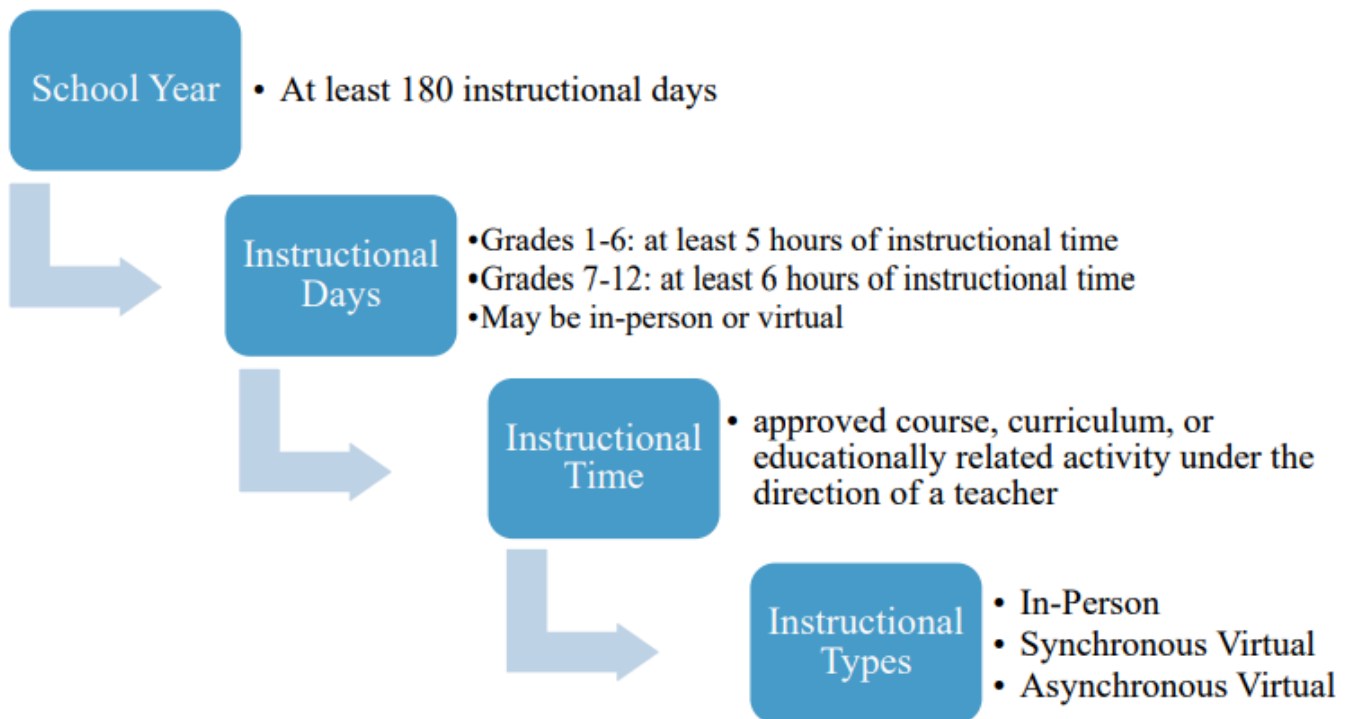 School Year
• At least 180 instructional days
Instructional
Days
•Grades 1-6: at least 5 hours of instructional time
•Grades 7-12: at least 6 hours of instructional time
•May be in-person or virtual
Instructional
Time
• approved course, curriculum, or
educationally related activity under the
direction of a teacher
Instructional
Types
• In-Person
• Synchronous Virtual
• Asynchronous Virtual